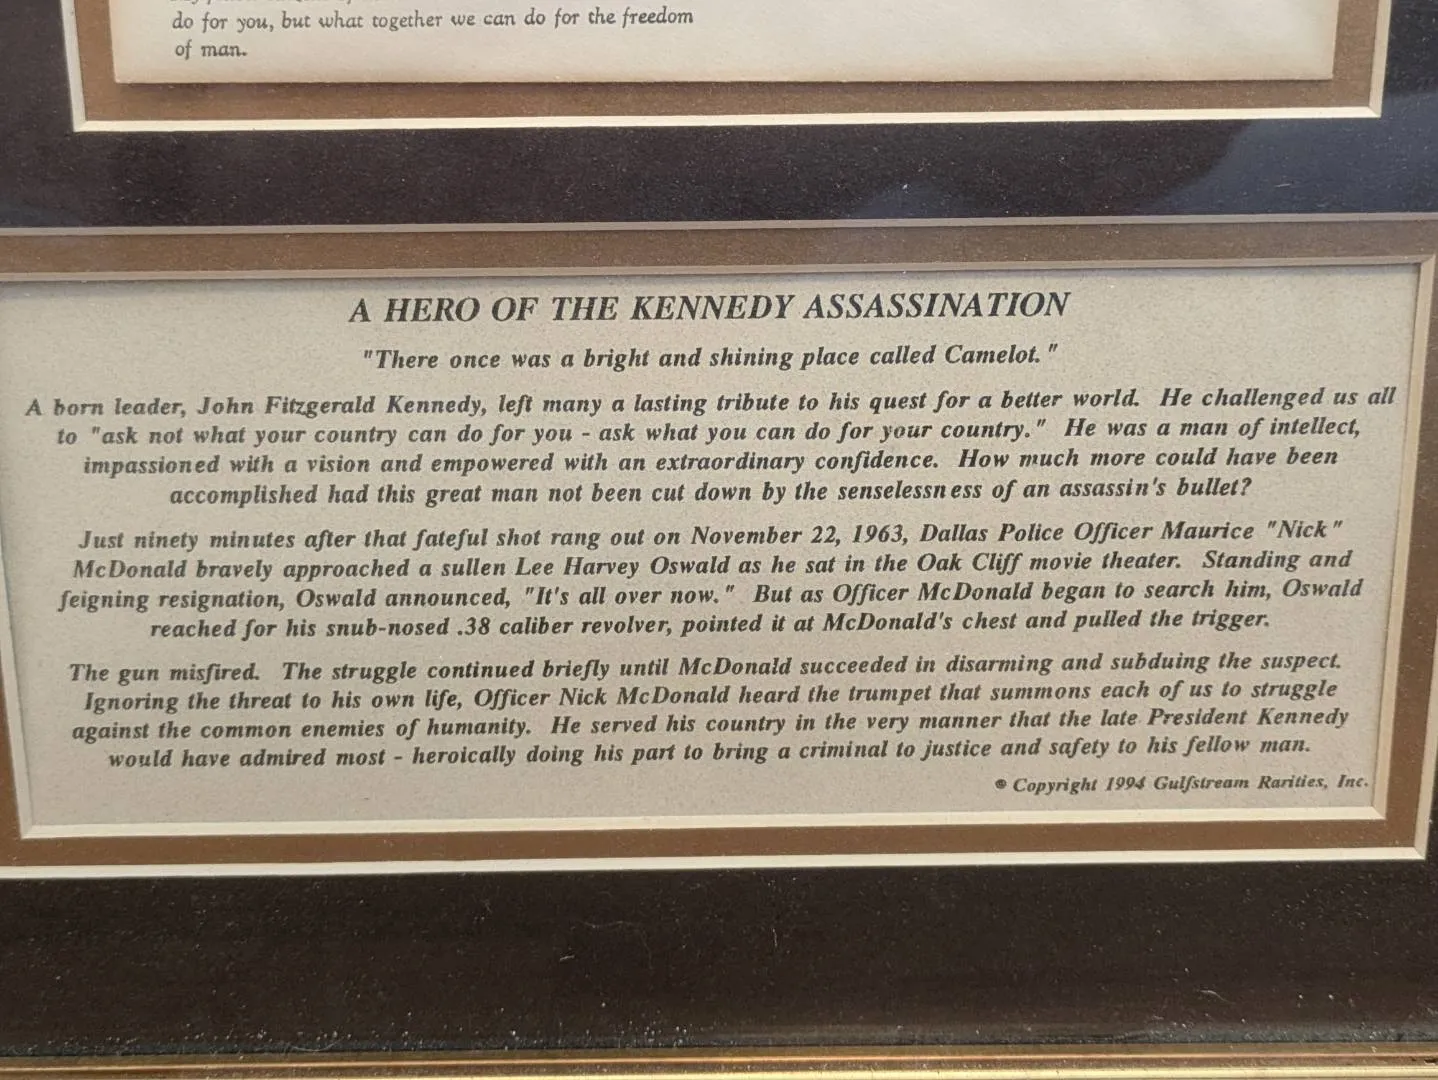 do for you, but what together we can do for the freedom
of man.
A HERO OF THE KENNEDY ASSASSINATION
"There once was a bright and shining place called Camelot."
A born leader, John Fitzgerald Kennedy, left many a lasting tribute to his quest for a better world. He challenged us all
to "ask not what your country can do for you - ask what you can do for your country." He was a man of intellect,
impassioned with a vision and empowered with an extraordinary confidence. How much more could have been
accomplished had this great man not been cut down by the senselessness of an assassin's bullet?
Just ninety minutes after that fateful shot rang out on November 22, 1963, Dallas Police Officer Maurice "Nick"
McDonald bravely approached a sullen Lee Harvey Oswald as he sat in the Oak Cliff movie theater. Standing and
feigning resignation, Oswald announced, "It's all over now." But as Officer McDonald began to search him, Oswald
reached for his snub-nosed .38 caliber revolver, pointed it at McDonald's chest and pulled the trigger.
The gun misfired. The struggle continued briefly until McDonald succeeded in disarming and subduing the suspect.
Ignoring the threat to his own life, Officer Nick McDonald heard the trumpet that summons each of us to struggle
against the common enemies of humanity. He served his country in the very manner that the late President Kennedy
would have admired most - heroically doing his part to bring a criminal to justice and safety to his fellow man.
© Copyright 1994 Gulfstream Rarities, Inc.